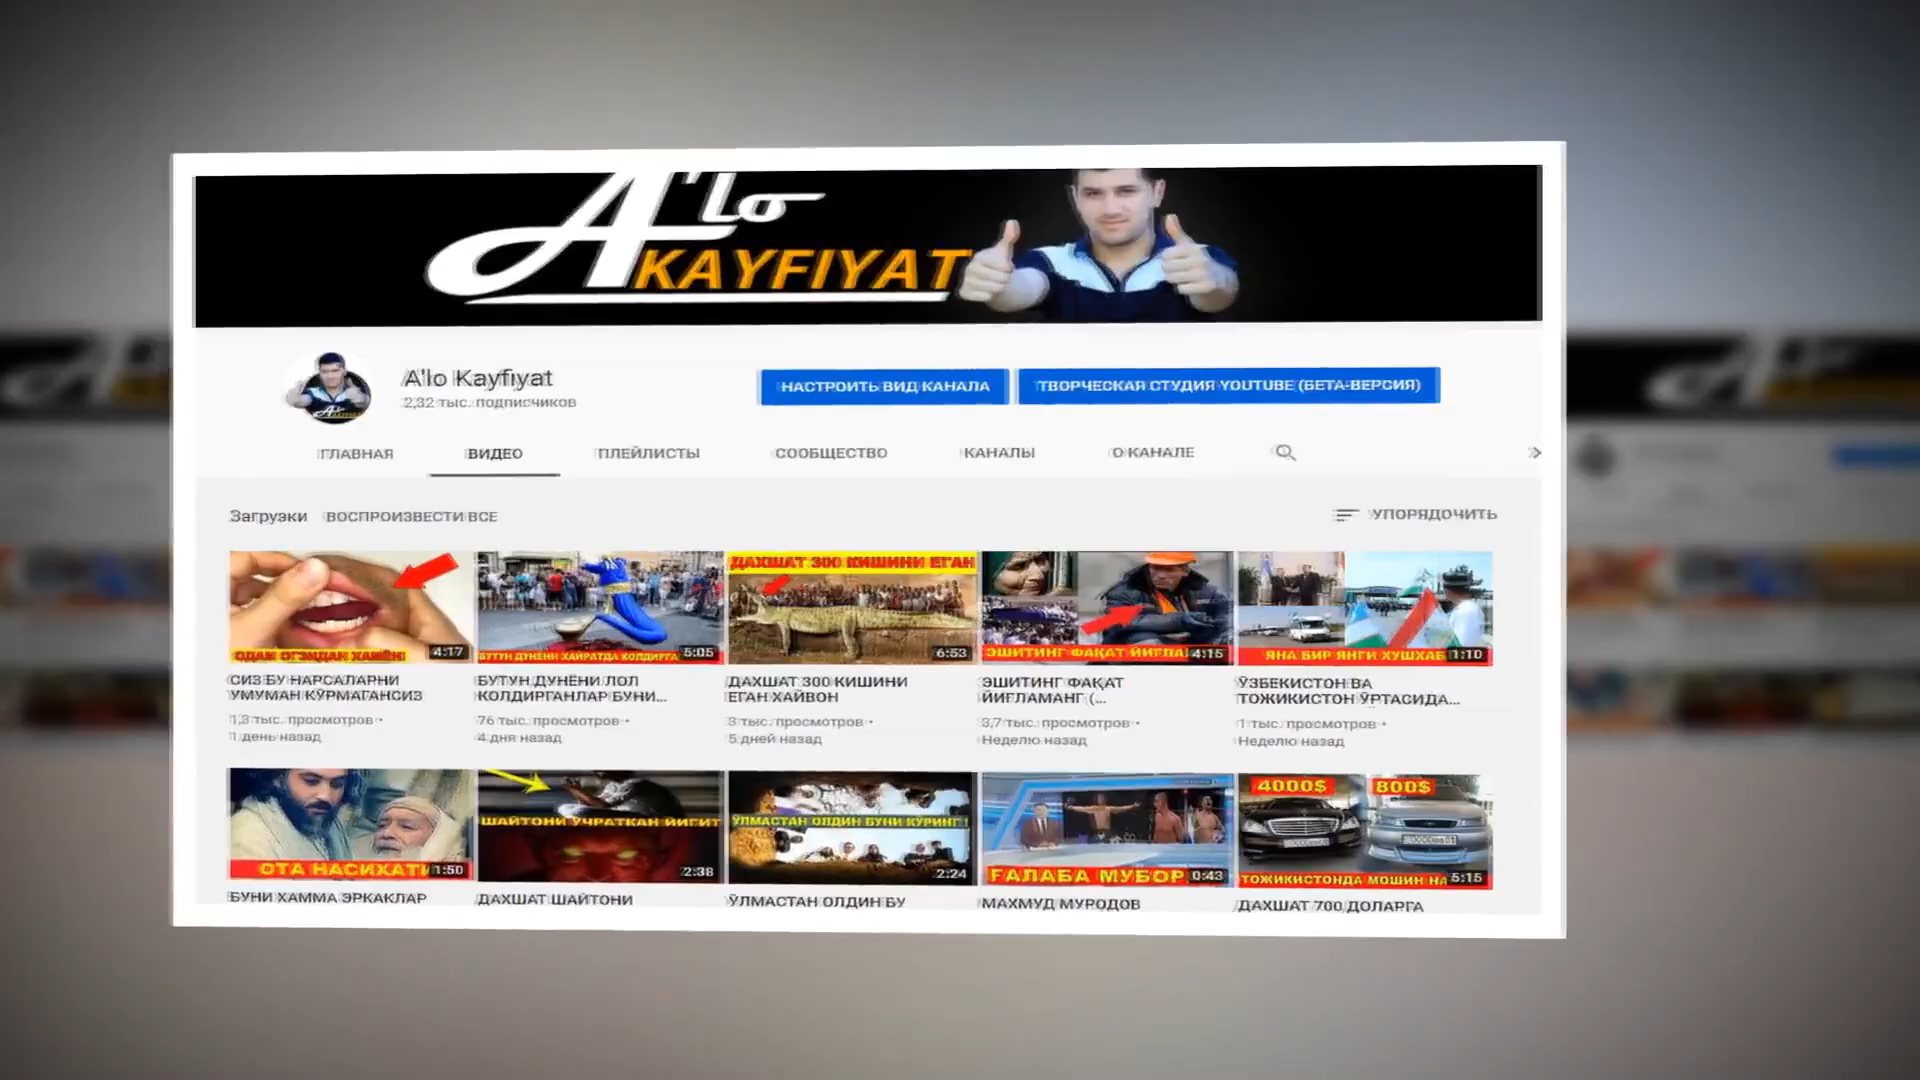 A'lo
KAYFIYAT
A'lo Kayfiyat
2,32 тыс. подписчиков
НАСТРОИТЬ ВИД КАНАЛА
ТВОРЧЕСКАЯ СТУДИЯ YOUTUBE (БЕТА-ВЕРСИЯ)
ГЛАВНАЯ
ВИДЕО
ПЛЕЙЛИСТЫ
СООБЩЕСТВО
КАНАЛЫ
О КАНАЛЕ
Загрузки
ВОСПРОИЗВЕСТИ ВСЕ
УПОРЯДОЧИТЬ
4:17
БУТУН ДУНЕНИ ХАЙРАТДА КОЛДИРГА
5:05
ДАХШАТ 300 КИШИНИ ЕГАН
6:53
ЭШИТИНГ ФАҚАТ ЙИГЛА
4:15
ЯНА БИР ЯНГИ ХУШХАБ
1:10
СИЗ БУ НАРСАЛАРНИ
УМУМАН КЎРМАГАНСИЗ
1,3 тыс. просмотров •
1 день назад
БУТУН ДУНЁНИ ЛОЛ
КОЛДИРГАНЛАР БУНИ...
76 тыс. просмотров •
4 дня назад
ДАХШАТ 300 КИШИНИ
ЕГАН ХАЙВОН
3 тыс. просмотров •
5 дней назад
ЭШИТИНГ ФАҚАТ
ЙИҒЛАМАНГ (...
3,7 тыс. просмотров •
Неделю назад
ЎЗБЕКИСТОН ВА
ТОЖИКИСТОН ЎРТАСИДА...
1 тыс. просмотров •
Неделю назад
ОТА НАСИХАТИ
1:50
ШАЙТОНИ УЧРАТКАН ЙИГИТ
2:38
УЛМАСТАН ОЛДИН БУНИ КУРИНГ!
2:24
ҒАЛАБА МУБОР
0:43
4000$
800$
ТОЖИКИСТОНДА МОШИН НА
5:15
БУНИ ХАММА ЭРКАКЛАР
ДАХШАТ ШАЙТОНИ
ЎЛМАСТАН ОЛДИН БУ
МАХМУД МУРОДОВ
ДАХШАТ 700 ДОЛАРГА